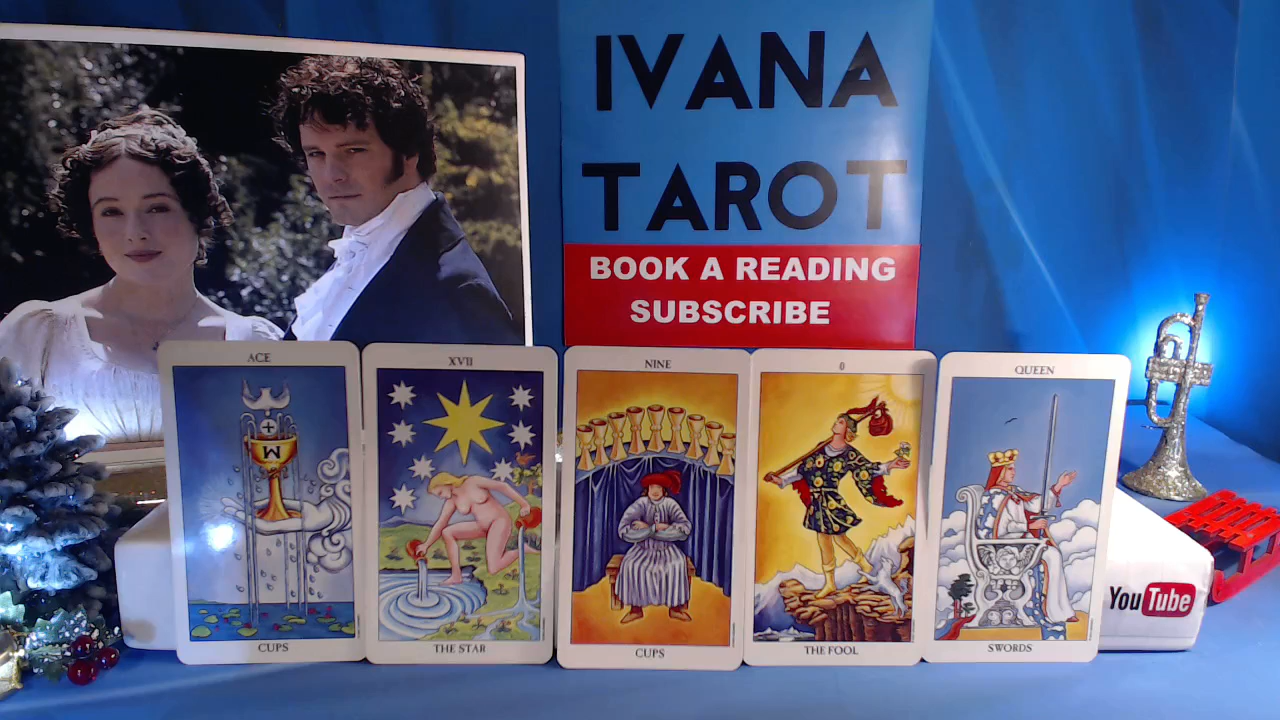 IVANA
TAROT
BOOK A READING
SUBSCRIBE
ACE
CUPS
XVII
THE STAR
NINE
CUPS
0
THE FOOL
QUEEN
SWORDS
YouTube